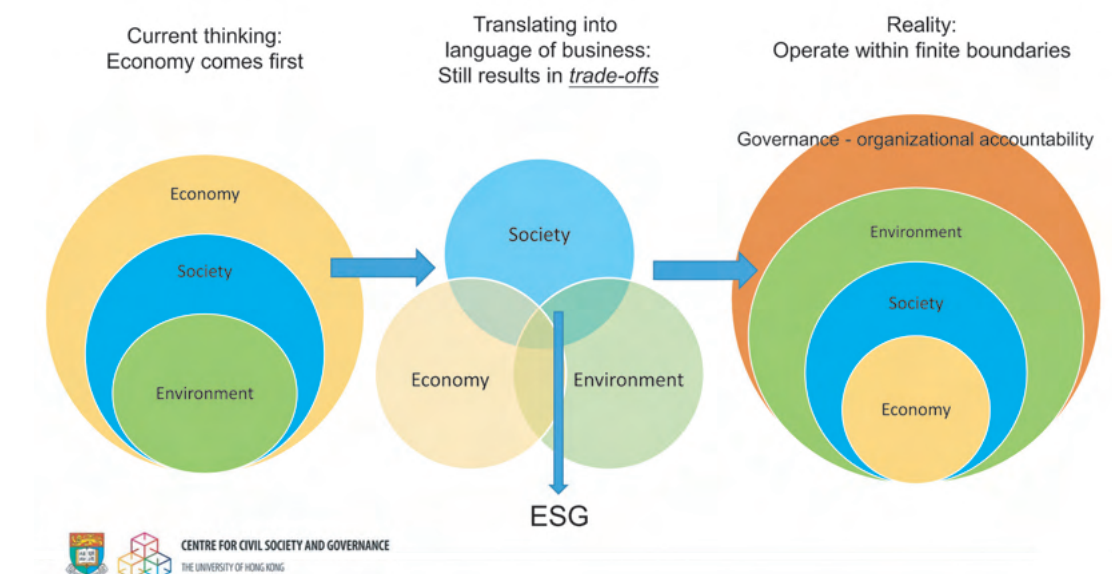 Current thinking:
Economy comes first
Translating into
language of business:
Still results in trade-offs
Reality:
Operate within finite boundaries
Economy
Society
Environment
Society
Economy
Environment
ESG
Governance - organizational accountability
Environment
Society
Economy
CENTRE FOR CIVIL SOCIETY AND GOVERNANCE
THE UNIVERSITY OF HONG KONG